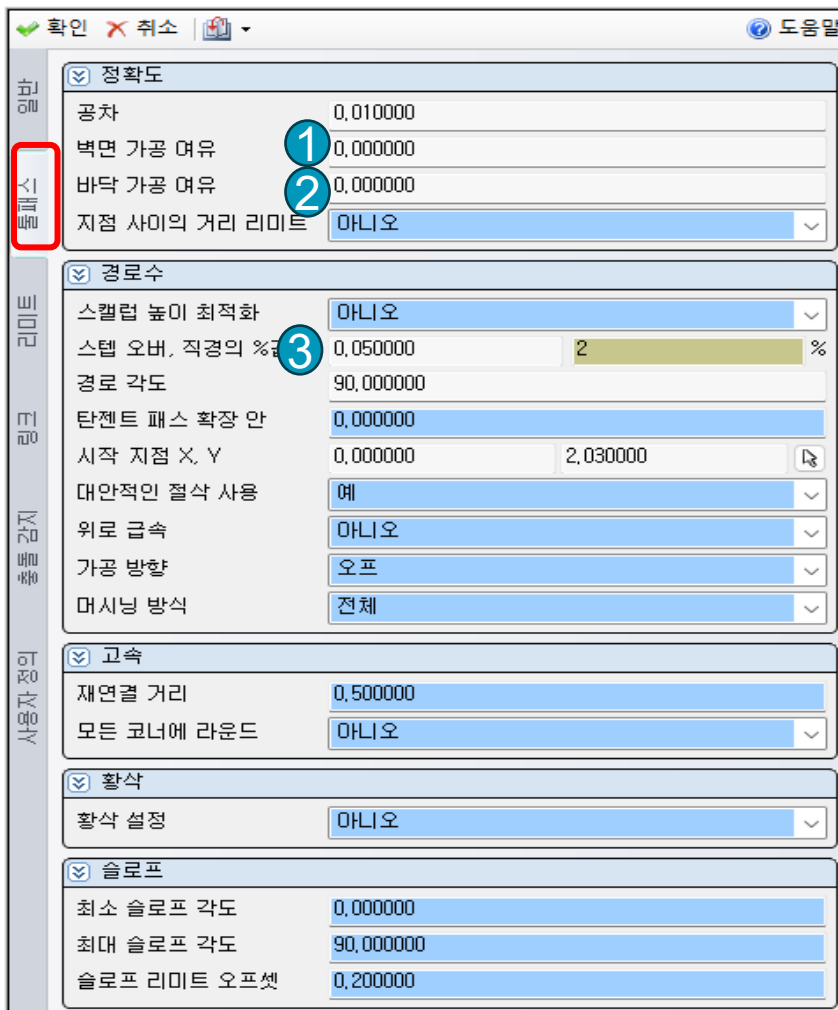 확인 취소 도움말
일반
툴패스
리미트
링크
충돌 감지
사용자 정의
정확도
공차 0,010000
벽면 가공 여유 1 0,000000
바닥 가공 여유 2 0,000000
지점 사이의 거리 리미트 아니오
경로수
스캘럽 높이 최적화 아니오
스텝 오버, 직경의 % 3 0,050000 2 %
경로 각도 90,000000
탄젠트 패스 확장 안 0,000000
시작 지점 X, Y 0,000000 2,030000
대안적인 절삭 사용 예
위로 급속 아니오
가공 방향 오프
머시닝 방식 전체
고속
재연결 거리 0,500000
모든 코너에 라운드 아니오
황삭
황삭 설정 아니오
슬로프
최소 슬로프 각도 0,000000
최대 슬로프 각도 90,000000
슬로프 리미트 오프셋 0,200000